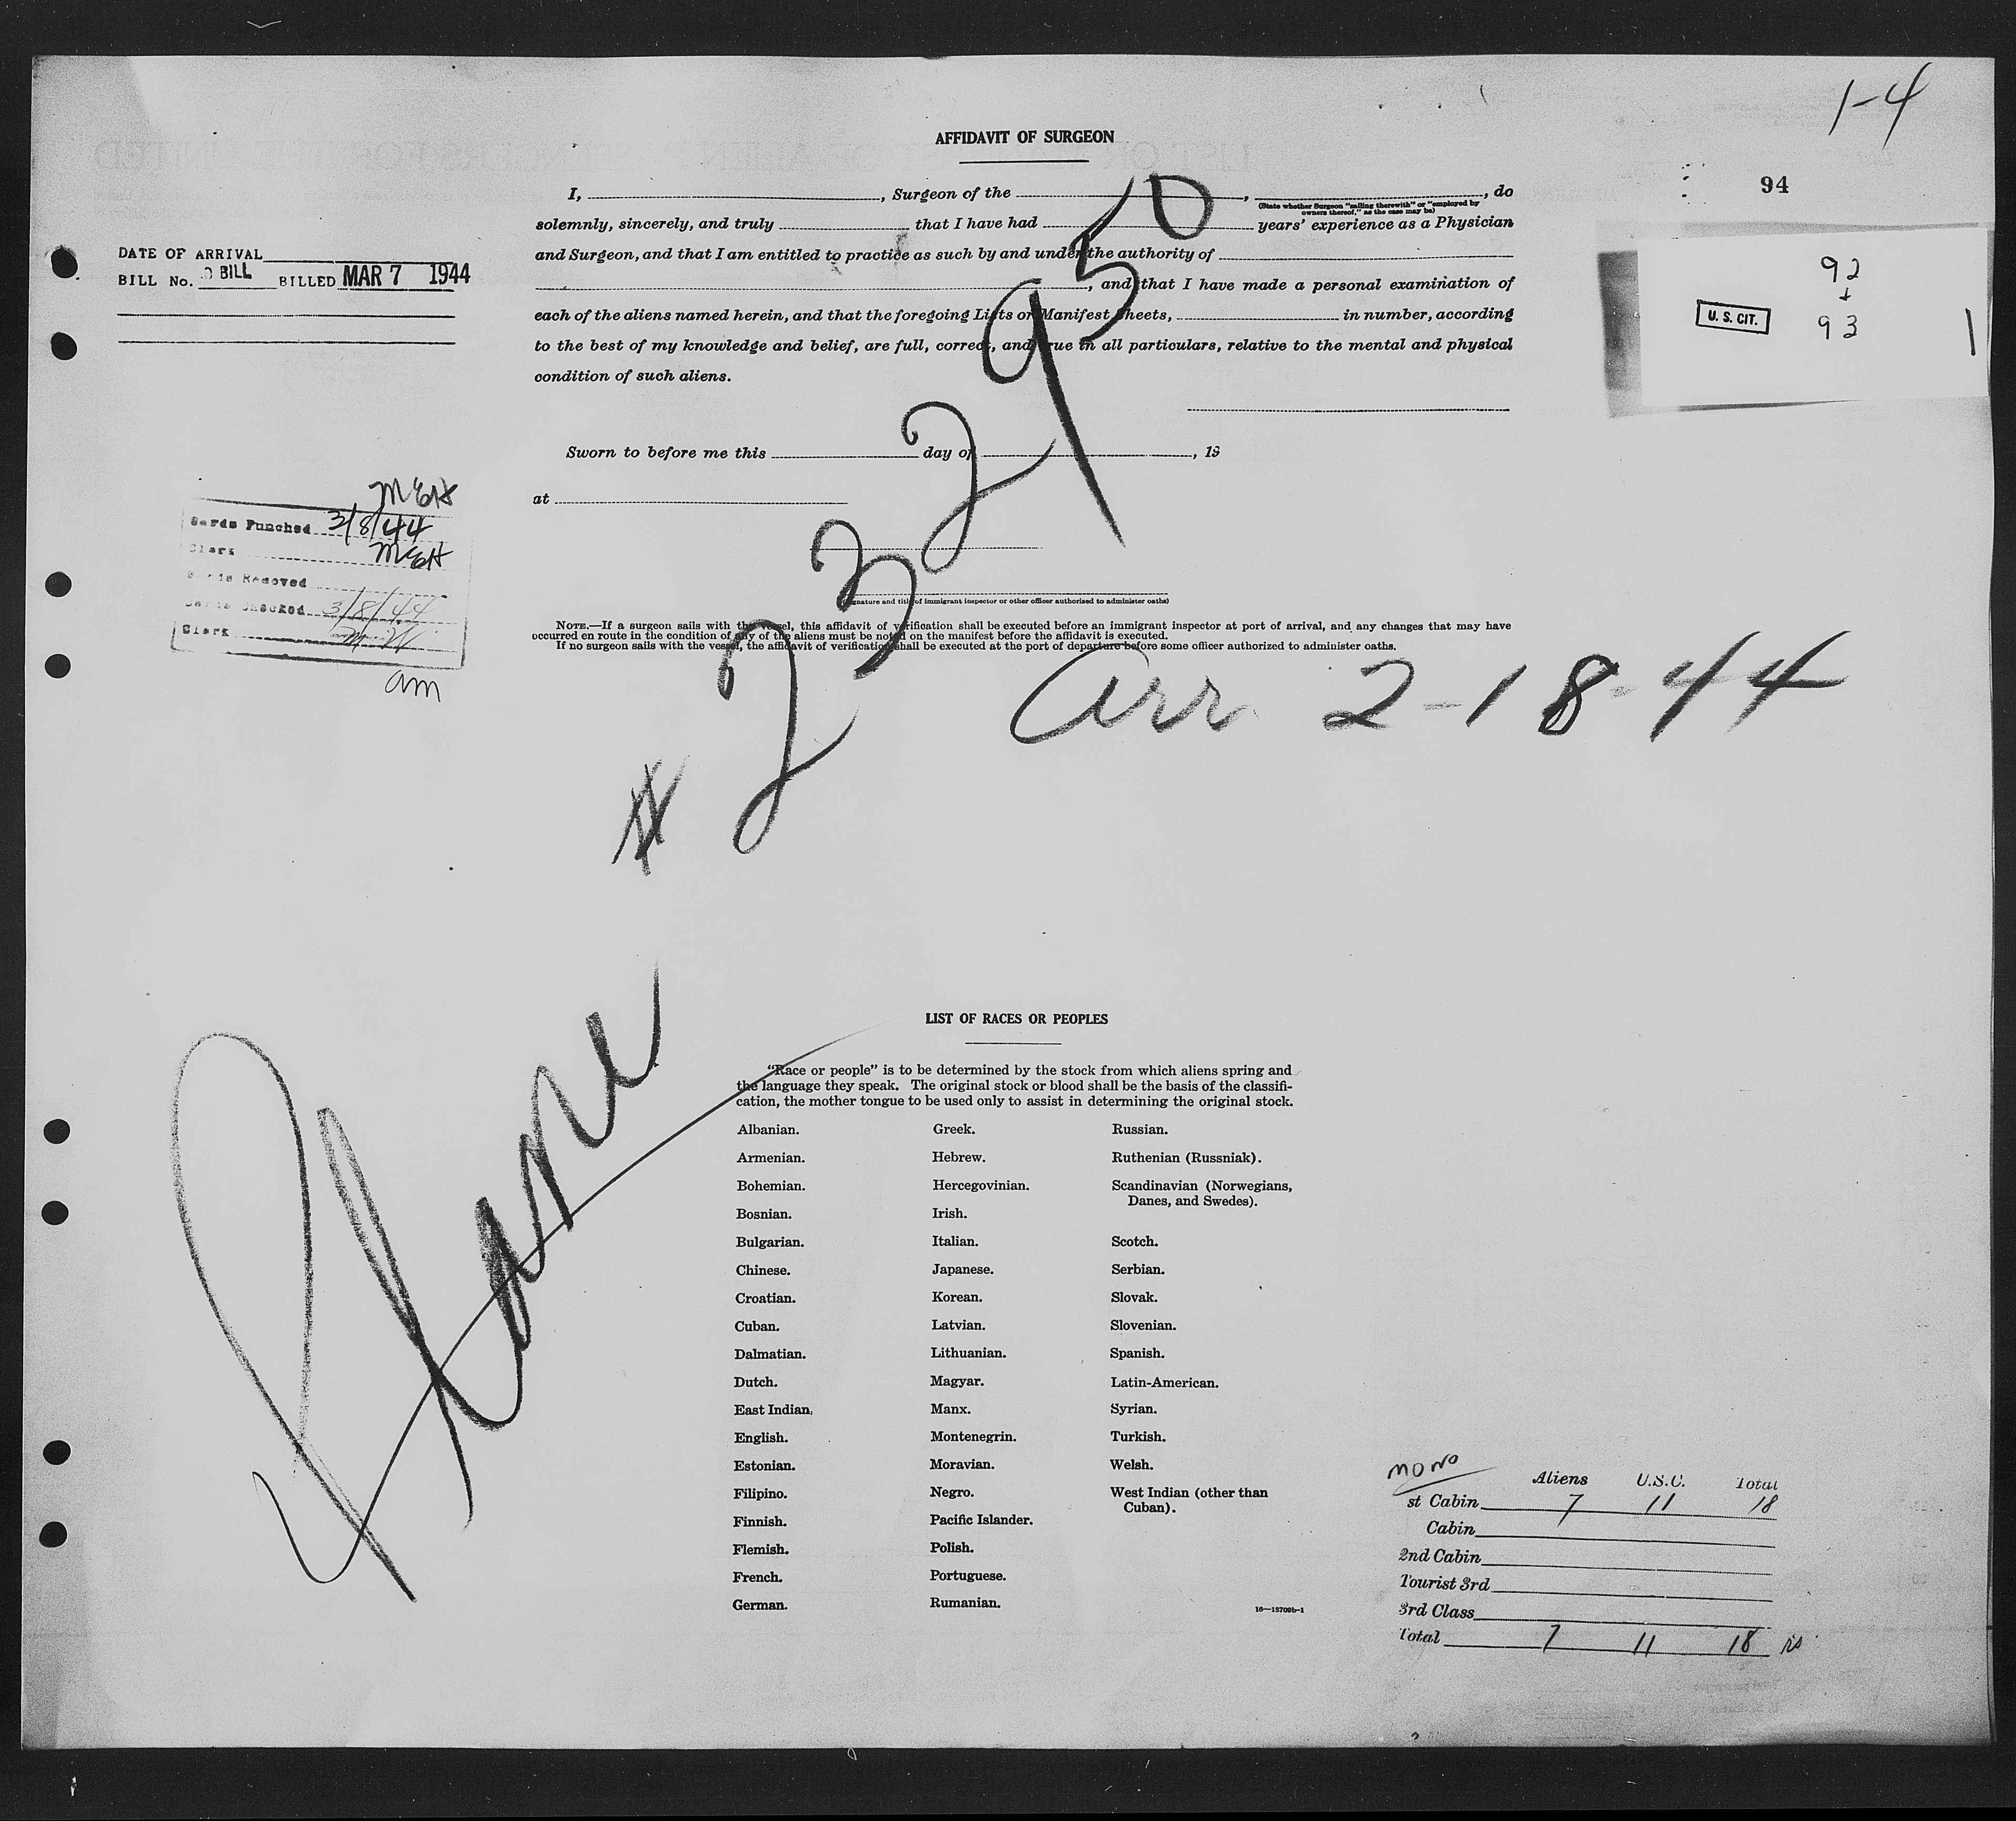 1-4
AFFIDAVIT OF SURGEON
94
I, , Surgeon of the , , do
(State whether Surgeon "sailing therewith" or "employed by
owners thereof," as the case may be)
solemnly, sincerely, and truly that I have had years' experience as a Physician
and Surgeon, and that I am entitled to practice as such by and under the authority of
, and that I have made a personal examination of
each of the aliens named herein, and that the foregoing Lists or Manifest Sheets, in number, according
to the best of my knowledge and belief, are full, correct, and true in all particulars, relative to the mental and physical
condition of such aliens.
DATE OF ARRIVAL
BILL No. BILL BILLED MAR 7 1944
92
+
U. S. CIT. 93
Sworn to before me this day of , 19
at
(Signature and title of immigrant inspector or other officer authorized to administer oaths)
Cards Punched 3/8/44
Clerk
Cards Removed
Cards Checked 3/8/44
Clerk
am
NOTE.—If a surgeon sails with the vessel, this affidavit of verification shall be executed before an immigrant inspector at port of arrival, and any changes that may have
occurred en route in the condition of any of the aliens must be noted on the manifest before the affidavit is executed.
If no surgeon sails with the vessel, the affidavit of verification shall be executed at the port of departure before some officer authorized to administer oaths.
# 232950
arr 2-18-44
Plane
LIST OF RACES OR PEOPLES
"Race or people" is to be determined by the stock from which aliens spring and
the language they speak. The original stock or blood shall be the basis of the classifi-
cation, the mother tongue to be used only to assist in determining the original stock.
Albanian. Greek. Russian.
Armenian. Hebrew. Ruthenian (Russniak).
Bohemian. Hercegovinian. Scandinavian (Norwegians,
Danes, and Swedes).
Bosnian. Irish.
Bulgarian. Italian. Scotch.
Chinese. Japanese. Serbian.
Croatian. Korean. Slovak.
Cuban. Latvian. Slovenian.
Dalmatian. Lithuanian. Spanish.
Dutch. Magyar. Latin-American.
East Indian. Manx. Syrian.
English. Montenegrin. Turkish.
Estonian. Moravian. Welsh.
Filipino. Negro. West Indian (other than
Cuban).
Finnish. Pacific Islander.
Flemish. Polish.
French. Portuguese.
German. Rumanian.
16—13709b-1
MONO
Aliens U.S.C. Total
st Cabin 7 11 18
Cabin
2nd Cabin
Tourist 3rd
3rd Class
Total 7 11 18